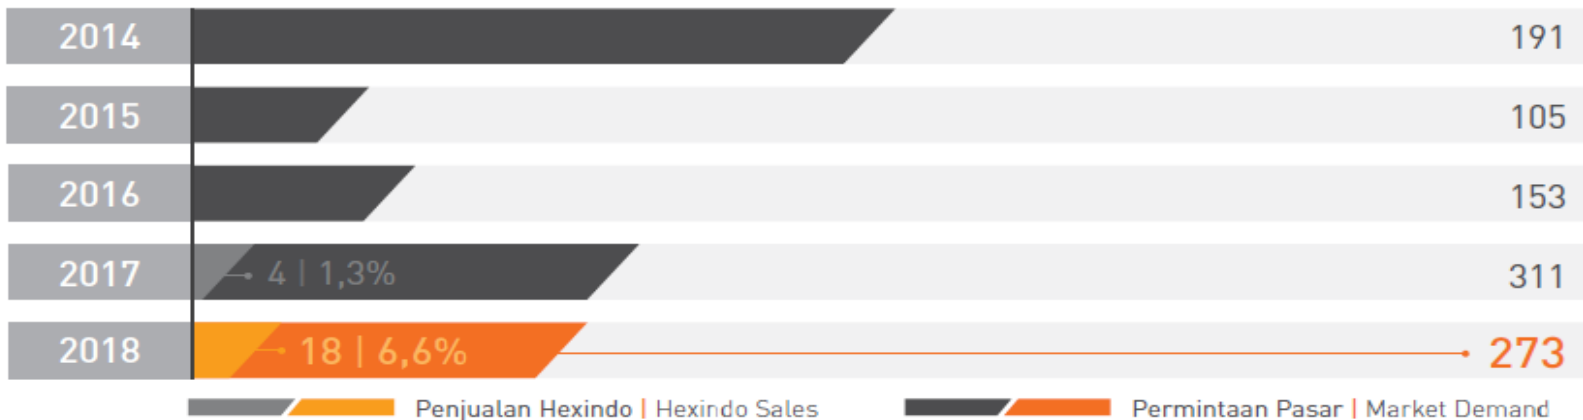 2014 191
2015 105
2016 153
2017 4 | 1,3% 311
2018 18 | 6,6% 273
Penjualan Hexindo | Hexindo Sales Permintaan Pasar | Market Demand